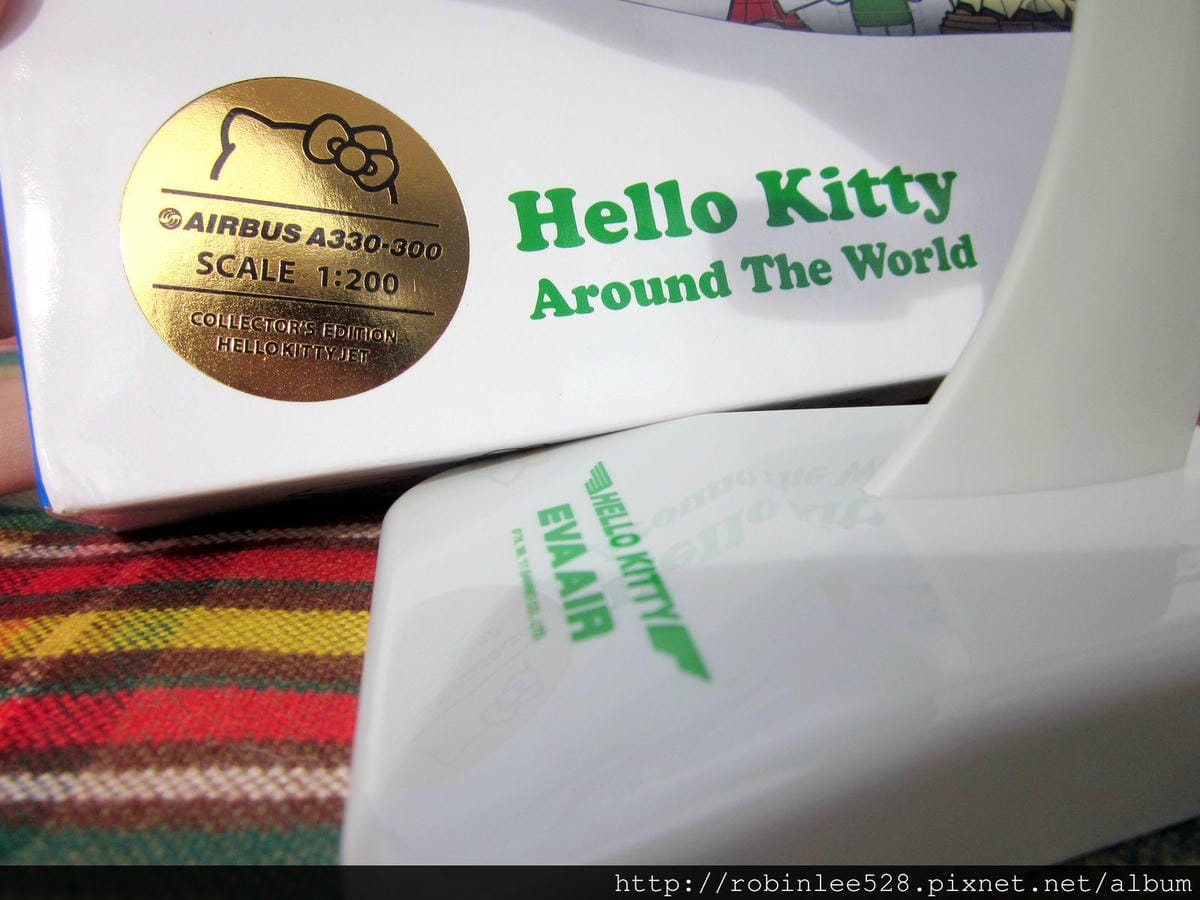 AIRBUS A330-300
SCALE 1:200
COLLECTOR'S EDITION
HELLO KITTY JET
Hello Kitty
Around The World
HELLO KITTY
EVA AIR
http://robinlee528.pixnet.net/album